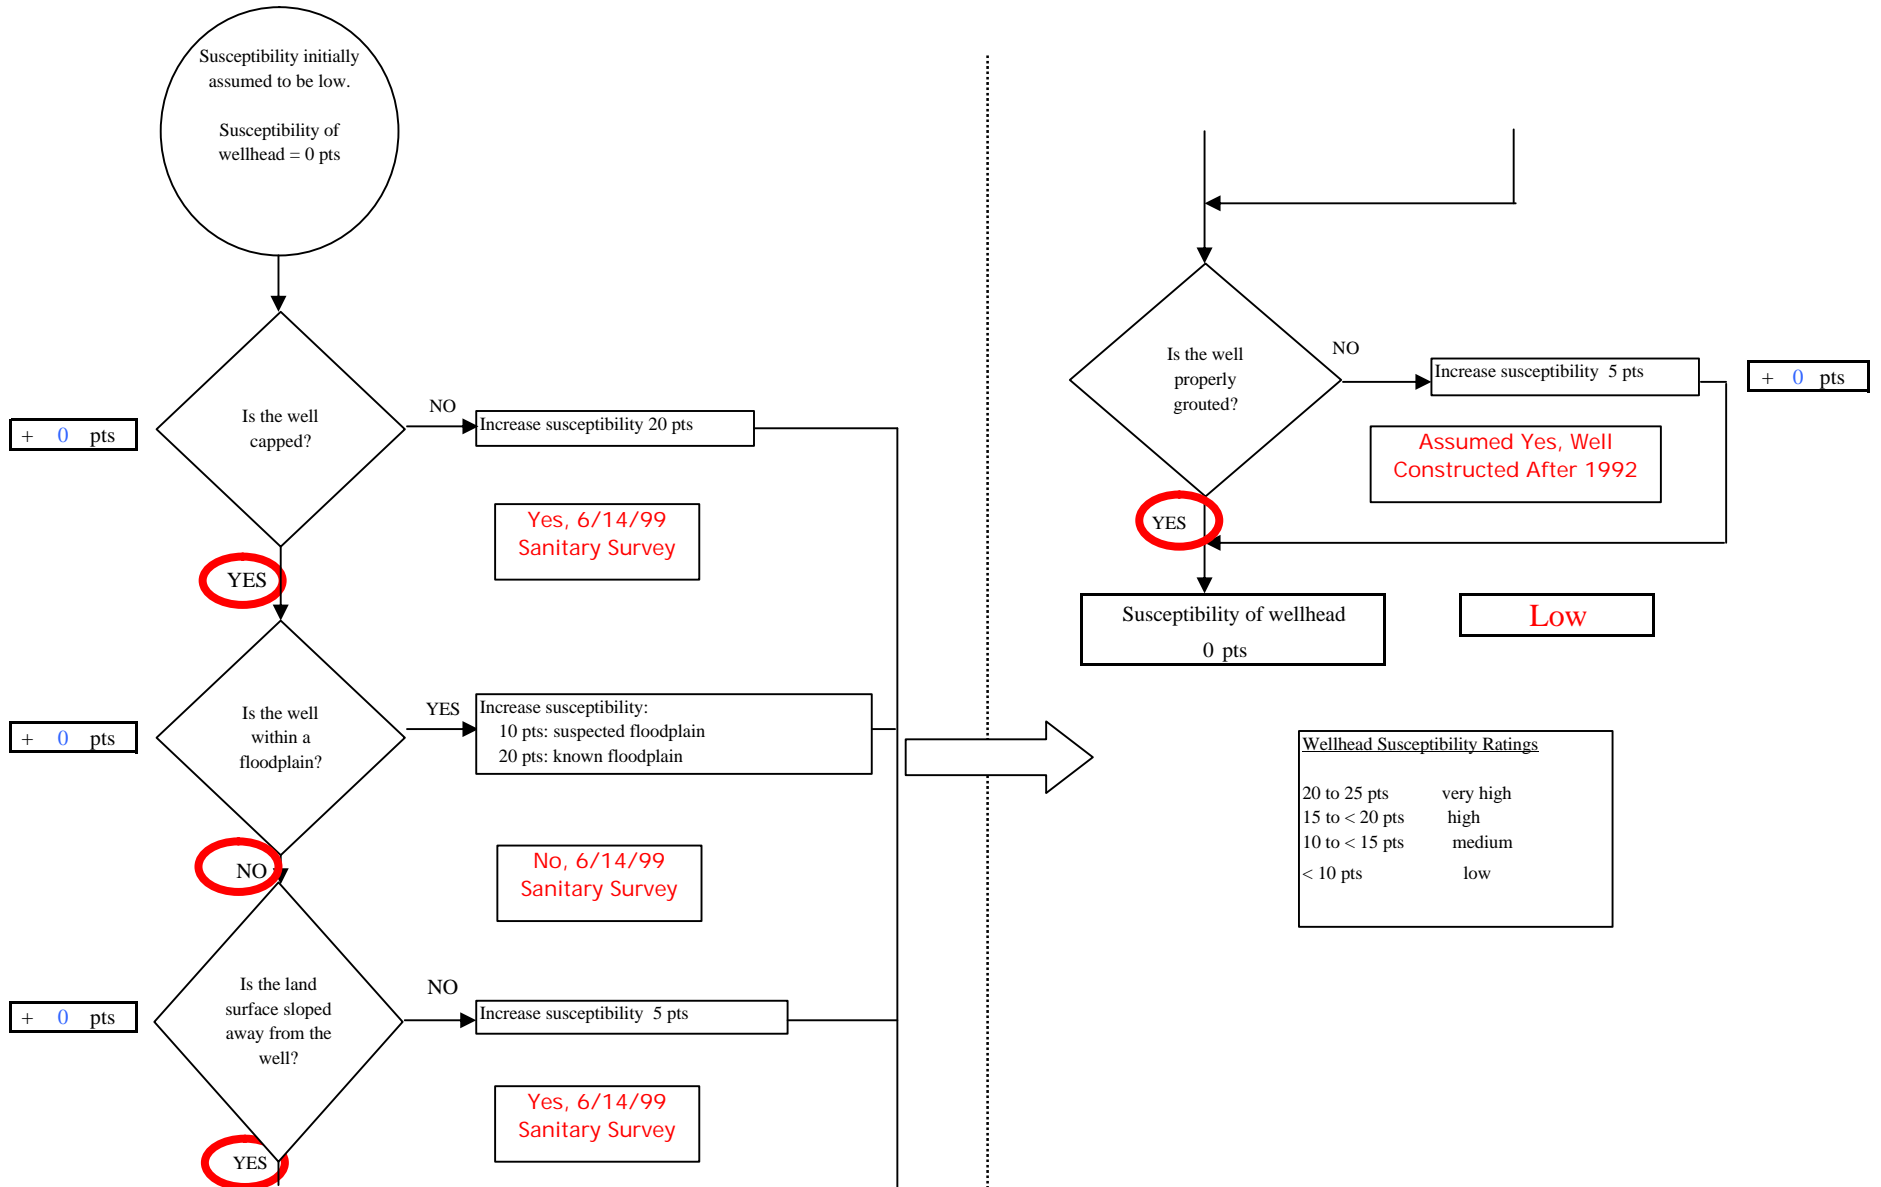 Susceptibility initially
assumed to be low.
Susceptibility of
wellhead = 0 pts
Is the well
capped?
+ 0 pts
NO
Increase susceptibility 20 pts
Yes, 6/14/99
Sanitary Survey
YES
Is the well
within a
floodplain?
+ 0 pts
YES
Increase susceptibility:
10 pts: suspected floodplain
20 pts: known floodplain
No, 6/14/99
Sanitary Survey
NO
Is the land
surface sloped
away from the
well?
+ 0 pts
NO
Increase susceptibility 5 pts
Yes, 6/14/99
Sanitary Survey
YES
Is the well
properly
grouted?
NO
Increase susceptibility 5 pts
+ 0 pts
Assumed Yes, Well
Constructed After 1992
YES
Susceptibility of wellhead
0 pts
Low
Wellhead Susceptibility Ratings
20 to 25 pts very high
15 to < 20 pts high
10 to < 15 pts medium
< 10 pts low